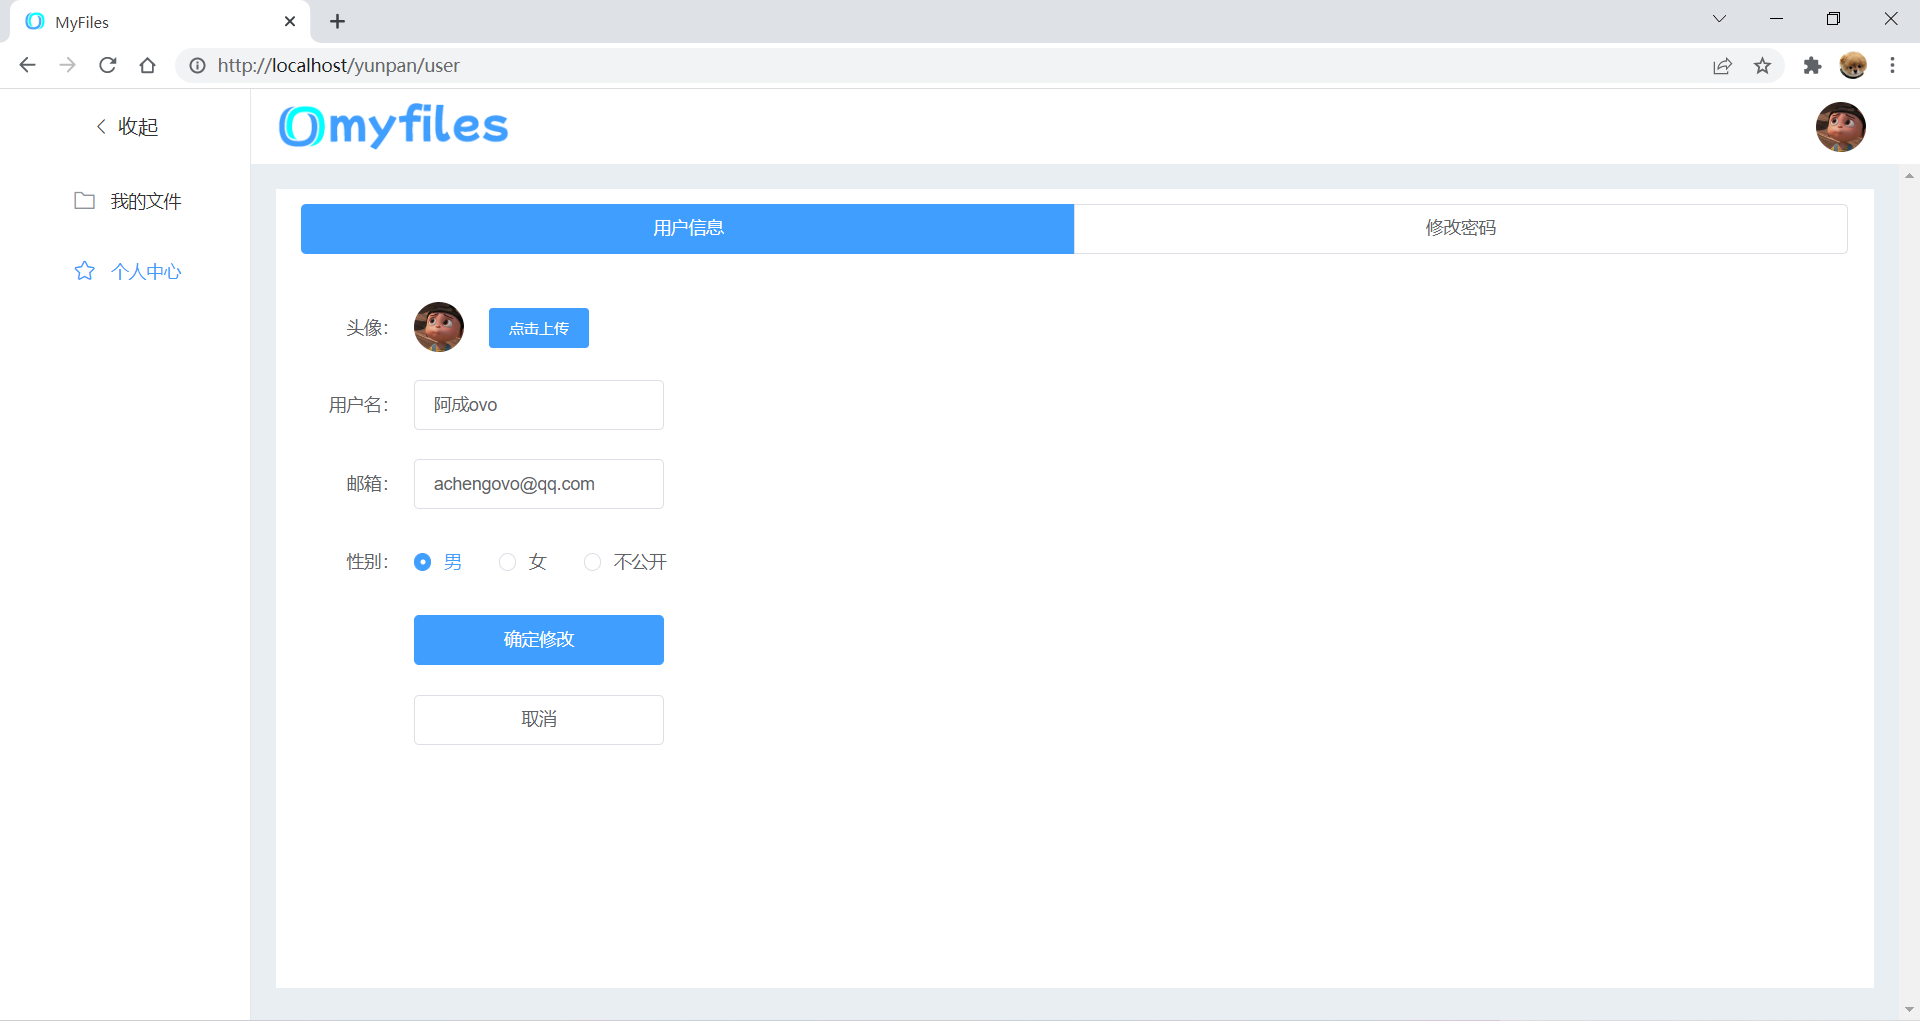 MyFiles
http://localhost/yunpan/user
收起
myfiles
我的文件
个人中心
用户信息
修改密码
头像：
点击上传
用户名：
阿成ovo
邮箱：
achengovo@qq.com
性别： 男 女 不公开
确定修改
取消